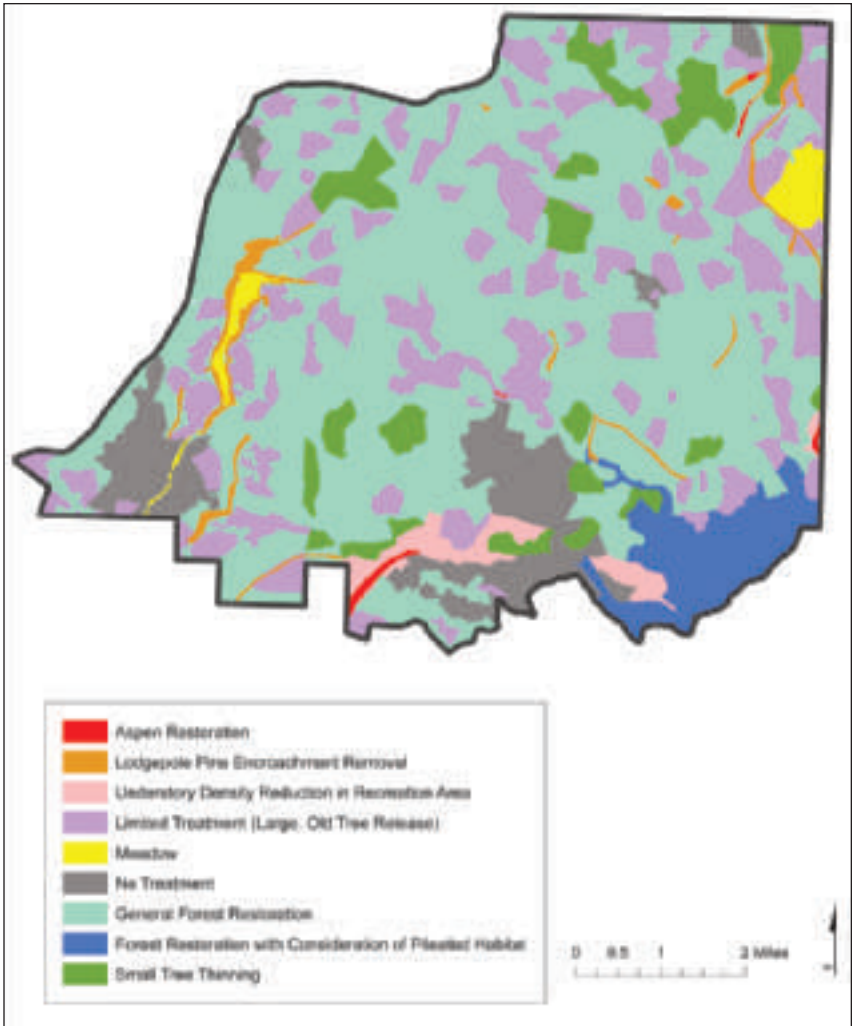 Aspen Restoration
Lodgepole Pine Encroachment Removal
Understory Density Reduction in Recreation Area
Limited Treatment (Large, Old Tree Release)
Meadow
No Treatment
General Forest Restoration
Forest Restoration with Consideration of Pileated Habitat
Small Tree Thinning
0 0.5 1 2 Miles